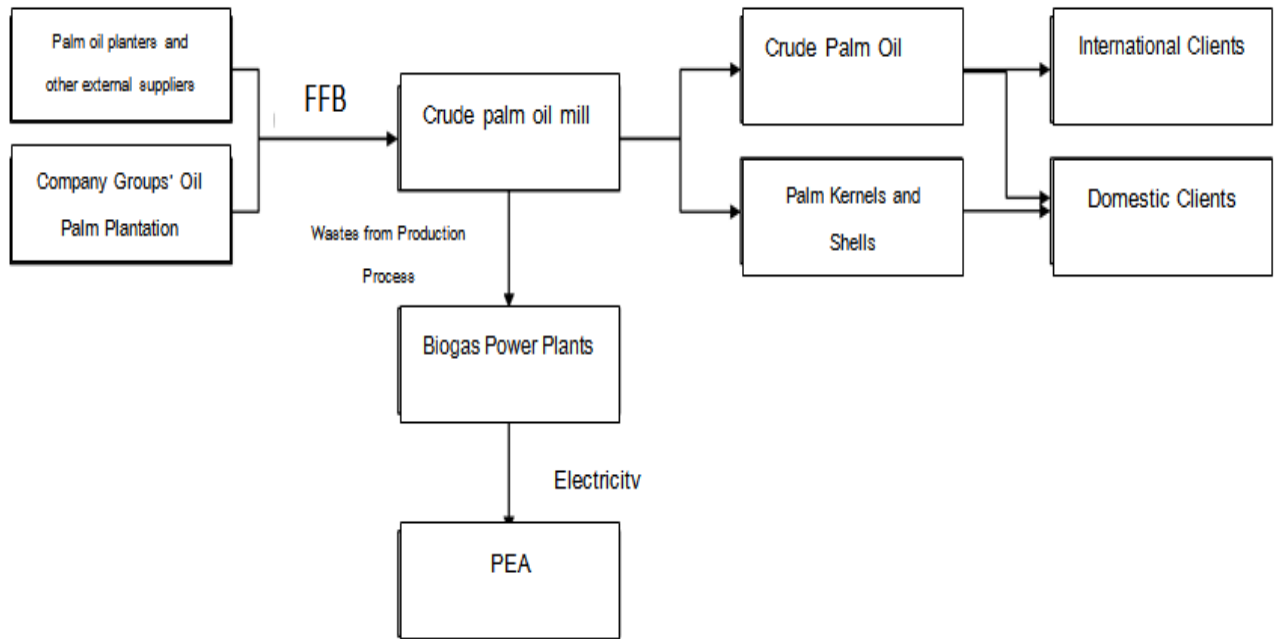 Palm oil planters and
other external suppliers
Company Groups' Oil
Palm Plantation
FFB
Crude palm oil mill
Wastes from Production
Process
Biogas Power Plants
Electricity
PEA
Crude Palm Oil
Palm Kernels and
Shells
International Clients
Domestic Clients